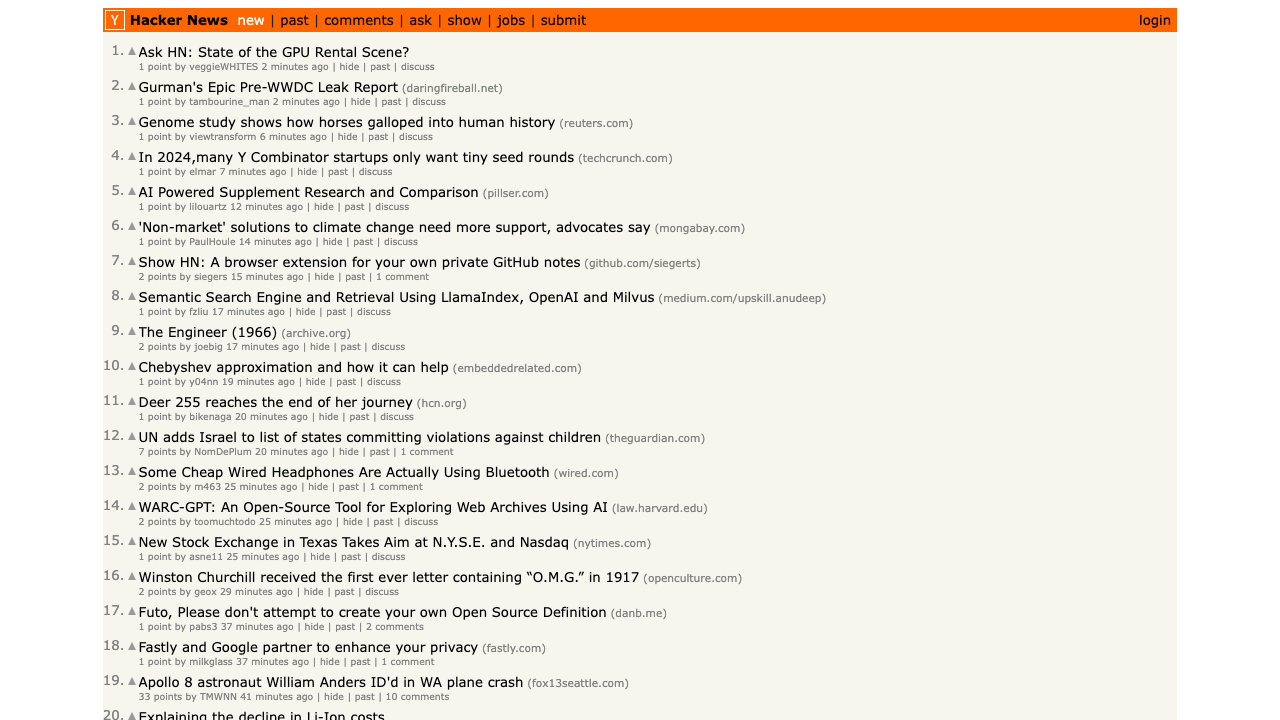 Y Hacker News new | past | comments | ask | show | jobs | submit login
1. Ask HN: State of the GPU Rental Scene?
1 point by veggieWHITES 2 minutes ago | hide | past | discuss
2. Gurman's Epic Pre-WWDC Leak Report (daringfireball.net)
1 point by tambourine_man 2 minutes ago | hide | past | discuss
3. Genome study shows how horses galloped into human history (reuters.com)
1 point by viewtransform 6 minutes ago | hide | past | discuss
4. In 2024,many Y Combinator startups only want tiny seed rounds (techcrunch.com)
1 point by elmar 7 minutes ago | hide | past | discuss
5. AI Powered Supplement Research and Comparison (pillser.com)
1 point by lilouartz 12 minutes ago | hide | past | discuss
6. 'Non-market' solutions to climate change need more support, advocates say (mongabay.com)
1 point by PaulHoule 14 minutes ago | hide | past | discuss
7. Show HN: A browser extension for your own private GitHub notes (github.com/siegerts)
2 points by siegers 15 minutes ago | hide | past | 1 comment
8. Semantic Search Engine and Retrieval Using LlamaIndex, OpenAI and Milvus (medium.com/upskill.anudeep)
1 point by fzliu 17 minutes ago | hide | past | discuss
9. The Engineer (1966) (archive.org)
2 points by joebig 17 minutes ago | hide | past | discuss
10. Chebyshev approximation and how it can help (embeddedrelated.com)
1 point by y04nn 19 minutes ago | hide | past | discuss
11. Deer 255 reaches the end of her journey (hcn.org)
1 point by bikenaga 20 minutes ago | hide | past | discuss
12. UN adds Israel to list of states committing violations against children (theguardian.com)
7 points by NomDePlum 20 minutes ago | hide | past | 1 comment
13. Some Cheap Wired Headphones Are Actually Using Bluetooth (wired.com)
2 points by m463 25 minutes ago | hide | past | 1 comment
14. WARC-GPT: An Open-Source Tool for Exploring Web Archives Using AI (law.harvard.edu)
2 points by toomuchtodo 25 minutes ago | hide | past | discuss
15. New Stock Exchange in Texas Takes Aim at N.Y.S.E. and Nasdaq (nytimes.com)
1 point by asne11 25 minutes ago | hide | past | discuss
16. Winston Churchill received the first ever letter containing “O.M.G.” in 1917 (openculture.com)
2 points by geox 29 minutes ago | hide | past | discuss
17. Futo, Please don't attempt to create your own Open Source Definition (danb.me)
1 point by pabs3 37 minutes ago | hide | past | 2 comments
18. Fastly and Google partner to enhance your privacy (fastly.com)
1 point by milkglass 37 minutes ago | hide | past | 1 comment
19. Apollo 8 astronaut William Anders ID'd in WA plane crash (fox13seattle.com)
33 points by TMWNN 41 minutes ago | hide | past | 10 comments
20. Explaining the decline in Li-Ion costs